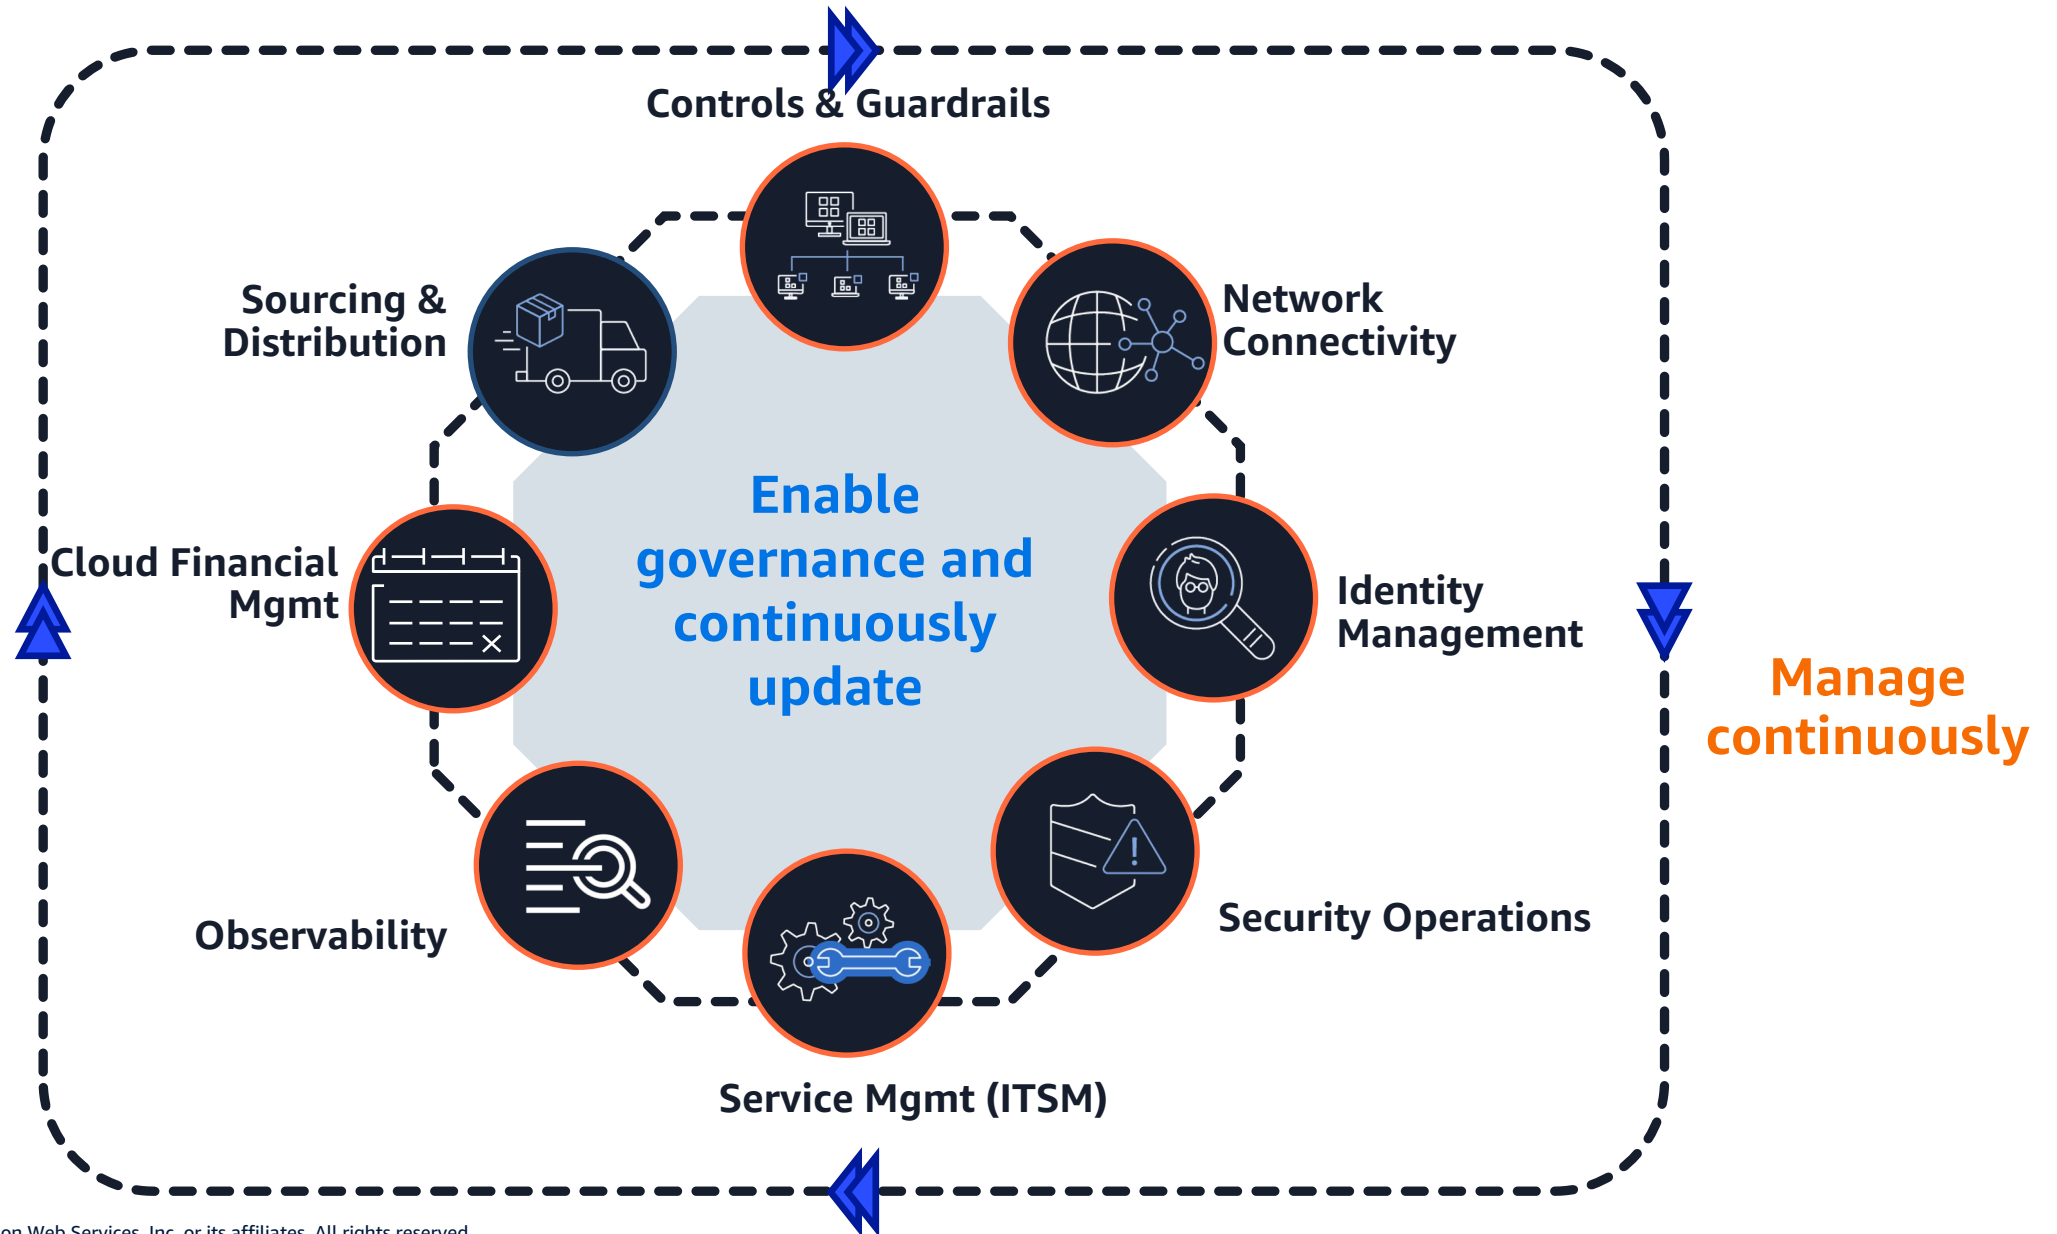 Controls & Guardrails
Sourcing &
Distribution
Network
Connectivity
Enable
governance and
continuously
update
Cloud Financial
Mgmt
Identity
Management
Manage
continuously
Observability
Security Operations
Service Mgmt (ITSM)
on Web Services, Inc. or its affiliates. All rights reserved